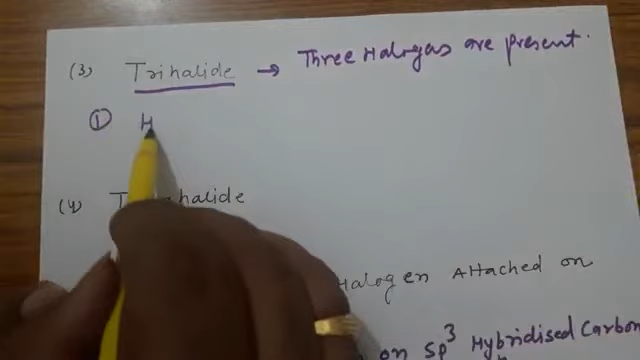 (3) Trihalide → Three Halogens are present.
① H
(4) halide
Halogen Attached on
on Sp³ Hybridised Carbon